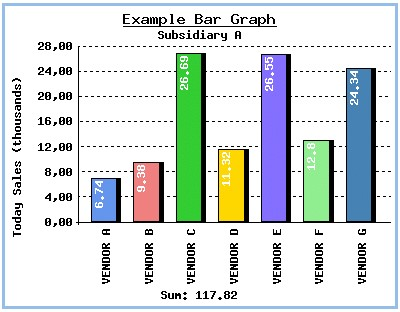 Example Bar Graph
Subsidiary A
Today Sales (thousands)
28,00
24,00
20,00
16,00
12,00
8,00
4,00
0,00
6.74
9.38
26.69
11.32
26.55
12.8
24.34
VENDOR A
VENDOR B
VENDOR C
VENDOR D
VENDOR E
VENDOR F
VENDOR G
Sum: 117.82